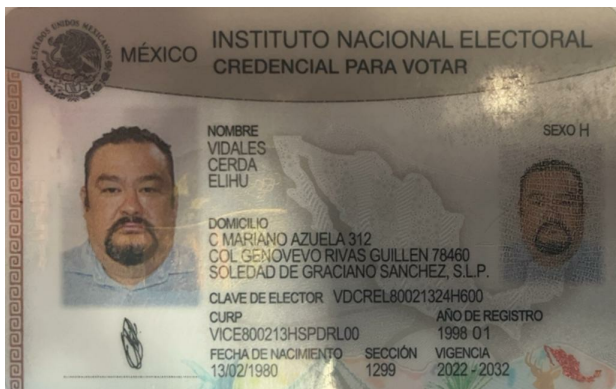 MÉXICO
INSTITUTO NACIONAL ELECTORAL
CREDENCIAL PARA VOTAR
NOMBRE
VIDALES
CERDA
ELIHU
SEXO H
DOMICILIO
C MARIANO AZUELA 312
COL GENOVEVO RIVAS GUILLEN 78460
SOLEDAD DE GRACIANO SANCHEZ, S.L.P.
CLAVE DE ELECTOR VDCREL80021324H600
CURP AÑO DE REGISTRO
VICE800213HSPDRL00 1998 01
FECHA DE NACIMIENTO SECCIÓN VIGENCIA
13/02/1980 1299 2022 - 2032